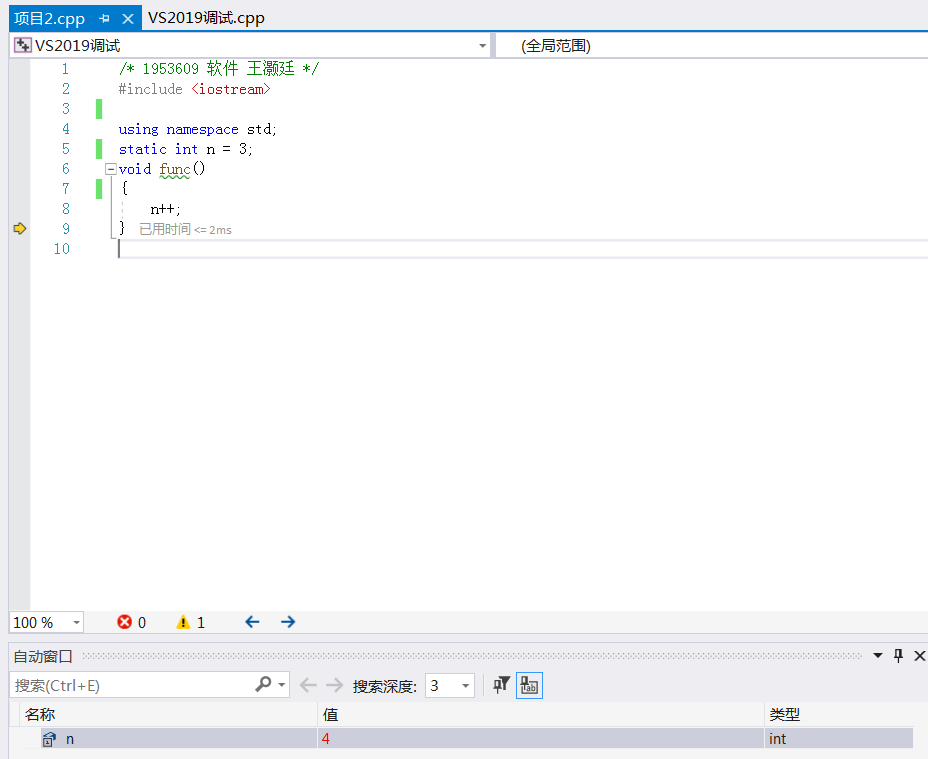 项目2.cpp VS2019调试.cpp
VS2019调试 (全局范围)
1 /* 1953609 软件 王灏廷 */
2 #include <iostream>
3
4 using namespace std;
5 static int n = 3;
6 void func()
7 {
8 n++;
9 } 已用时间 <= 2ms
10
100 % 0 1
自动窗口
搜索(Ctrl+E) 搜索深度: 3
名称 值 类型
n 4 int